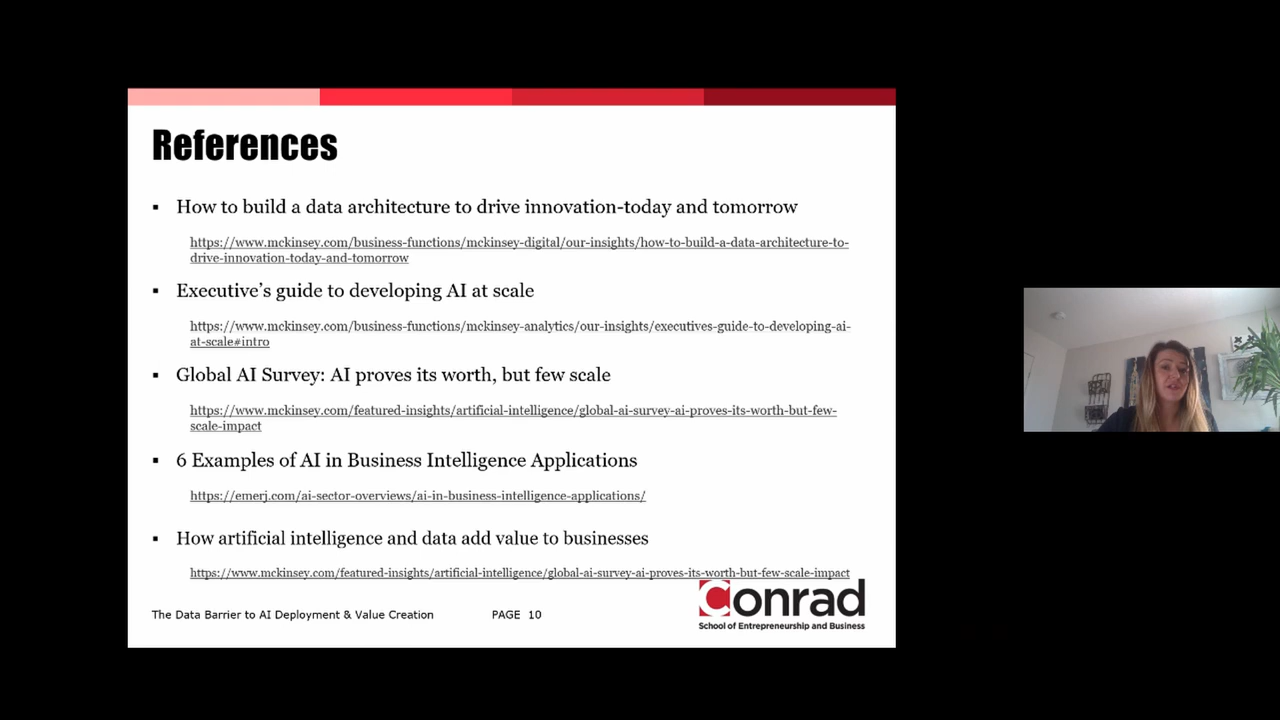 References
▪ How to build a data architecture to drive innovation-today and tomorrow
https://www.mckinsey.com/business-functions/mckinsey-digital/our-insights/how-to-build-a-data-architecture-to-
drive-innovation-today-and-tomorrow
▪ Executive's guide to developing AI at scale
https://www.mckinsey.com/business-functions/mckinsey-analytics/our-insights/executives-guide-to-developing-ai-
at-scale#intro
▪ Global AI Survey: AI proves its worth, but few scale
https://www.mckinsey.com/featured-insights/artificial-intelligence/global-ai-survey-ai-proves-its-worth-but-few-
scale-impact
▪ 6 Examples of AI in Business Intelligence Applications
https://emerj.com/ai-sector-overviews/ai-in-business-intelligence-applications/
▪ How artificial intelligence and data add value to businesses
https://www.mckinsey.com/featured-insights/artificial-intelligence/global-ai-survey-ai-proves-its-worth-but-few-scale-impact
The Data Barrier to AI Deployment & Value Creation PAGE 10
Conrad
School of Entrepreneurship and Business